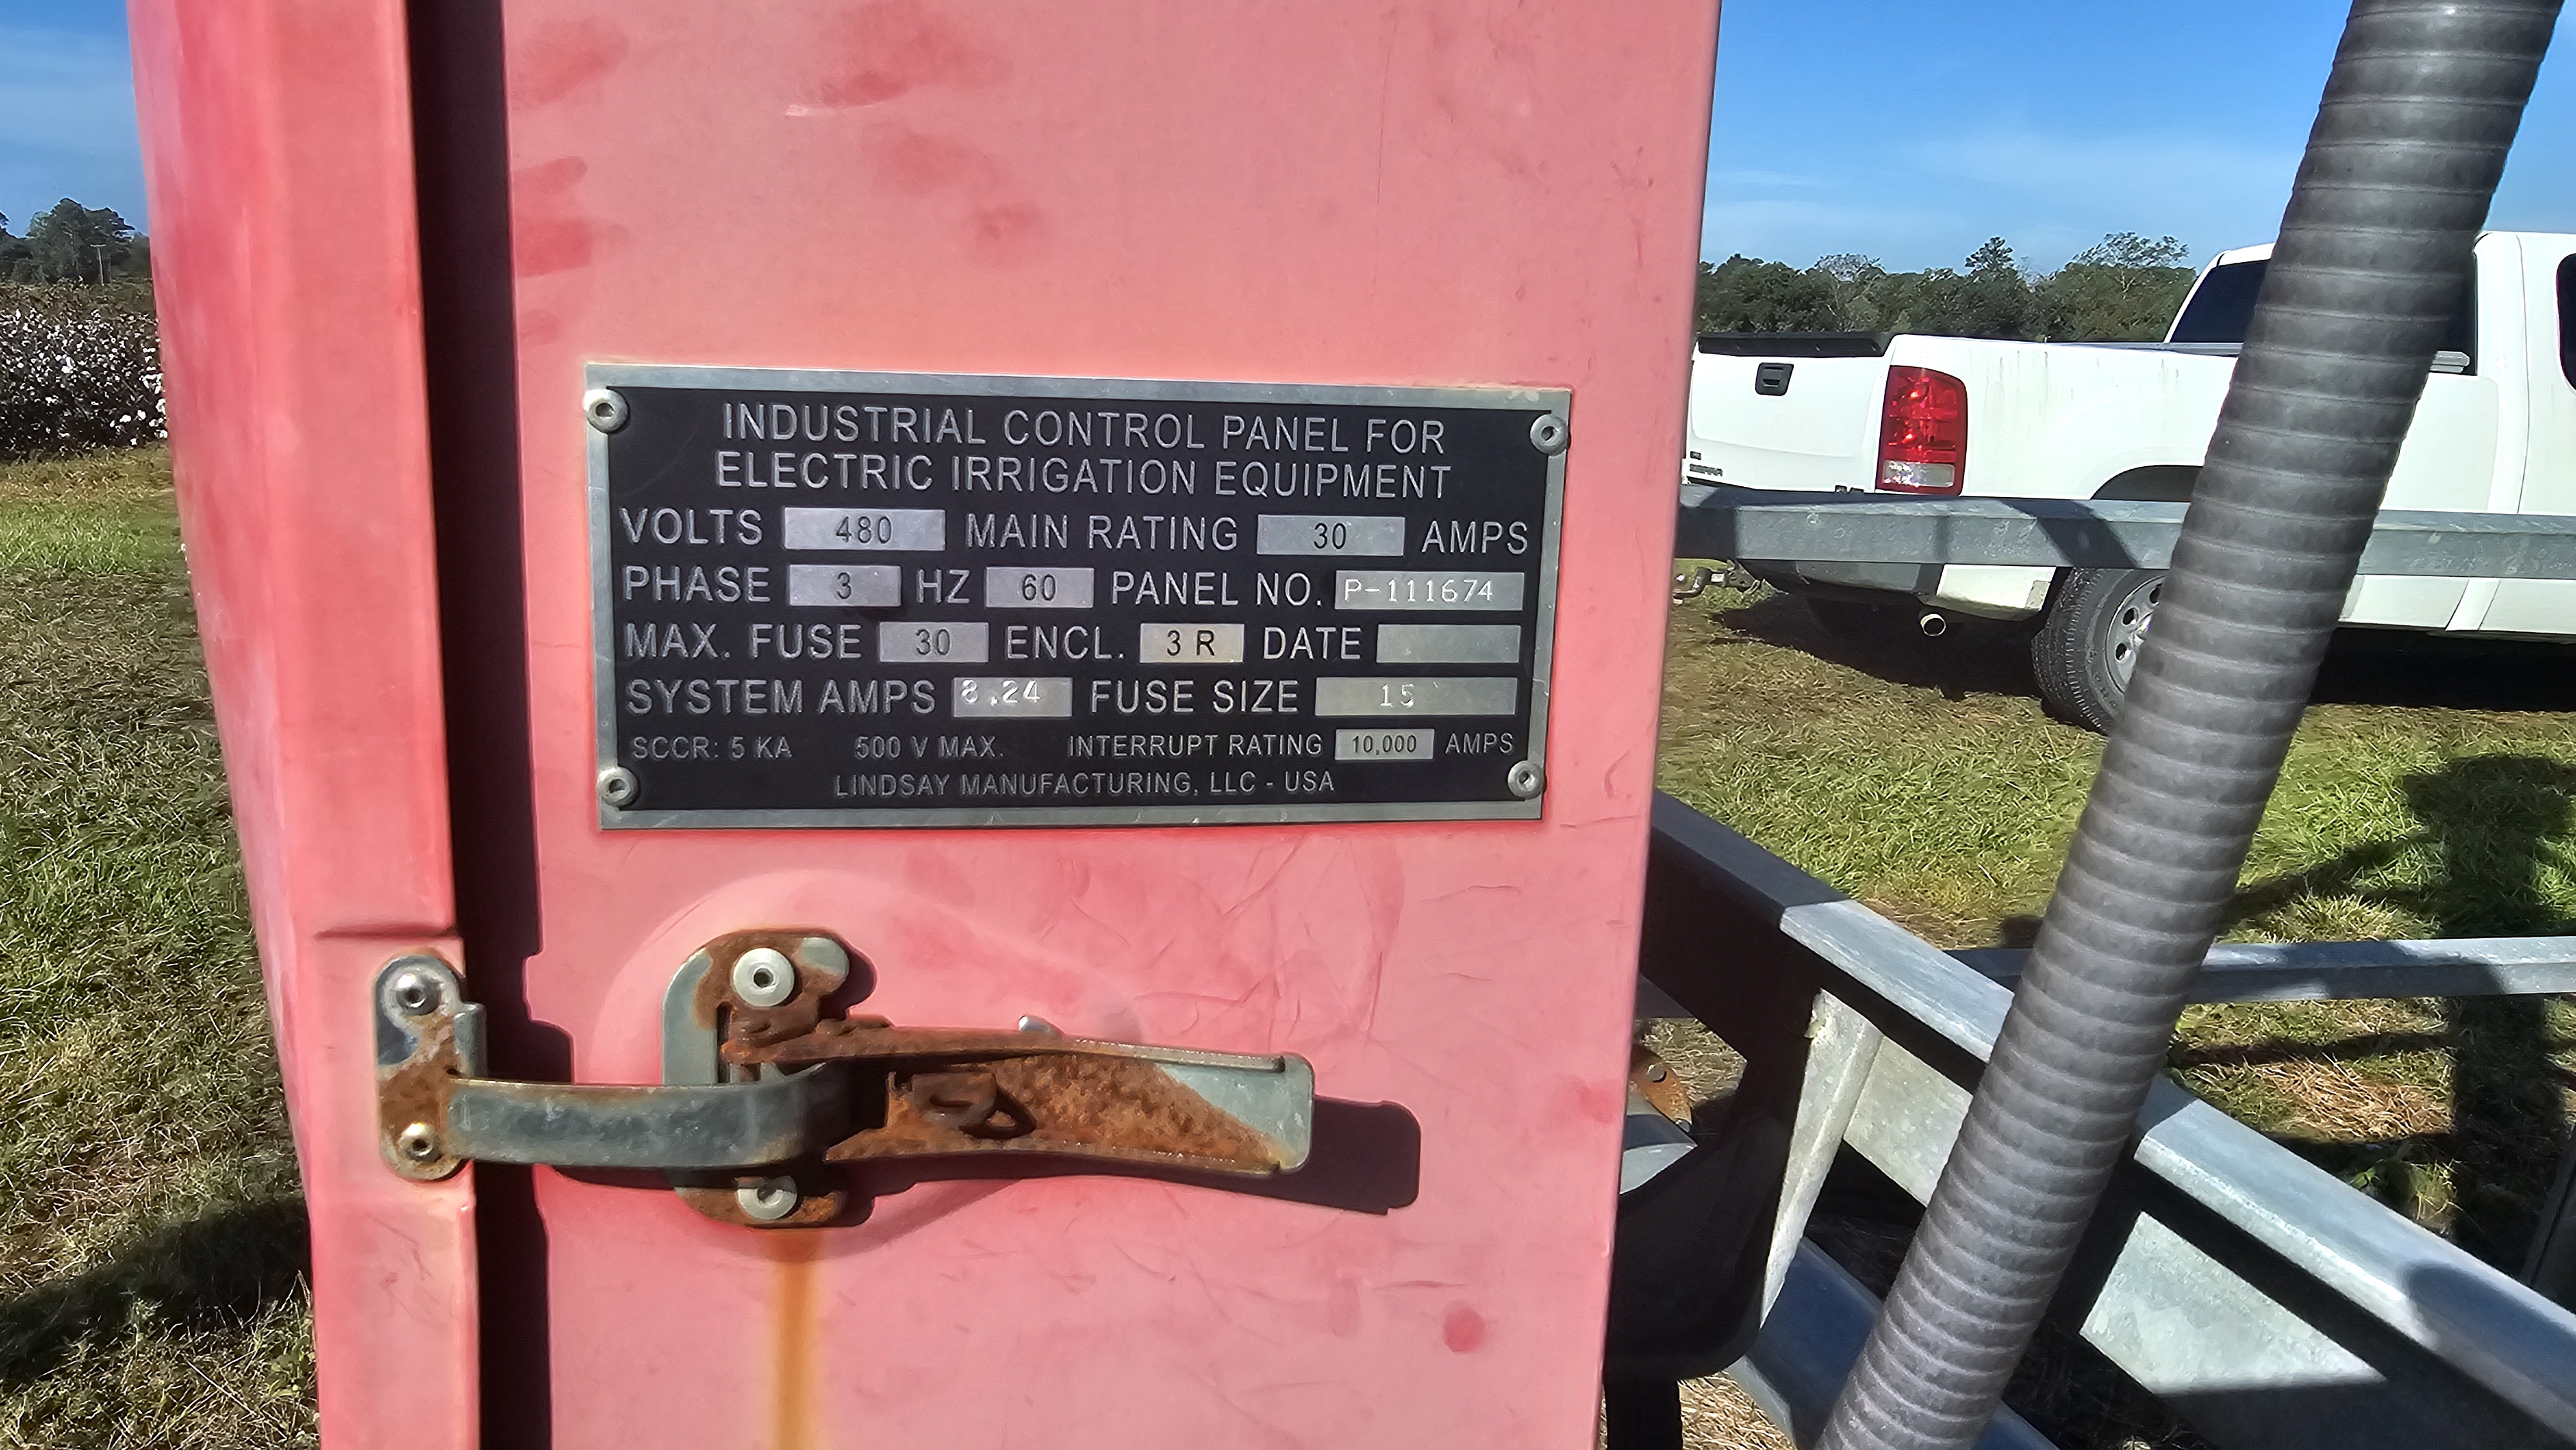 INDUSTRIAL CONTROL PANEL FOR
ELECTRIC IRRIGATION EQUIPMENT
VOLTS 480 MAIN RATING 30 AMPS
PHASE 3 HZ 60 PANEL NO. P-111674
MAX. FUSE 30 ENCL. 3 R DATE
SYSTEM AMPS 8.24 FUSE SIZE 15
SCCR: 5 KA 500 V MAX. INTERRUPT RATING 10,000 AMPS
LINDSAY MANUFACTURING, LLC - USA